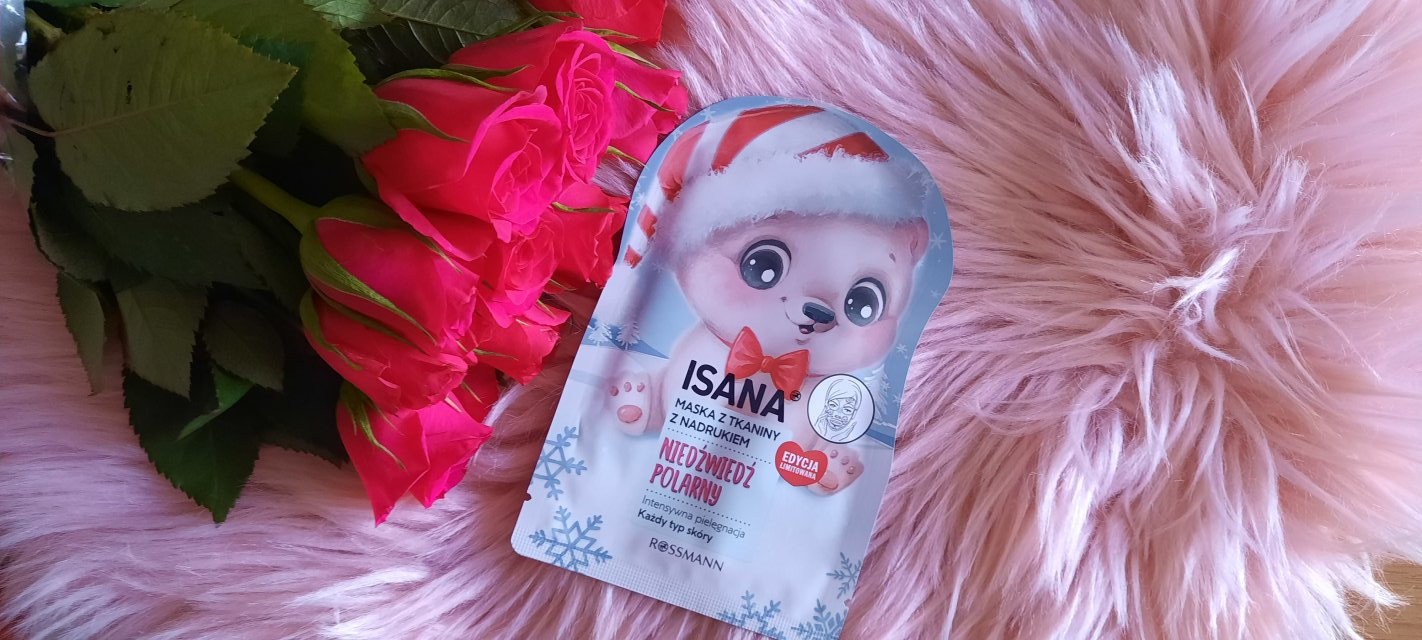 ISANA®
MASKA Z TKANINY
Z NADRUKIEM
NIEDŹWIEDŹ
POLARNY
EDYCJA
LIMITOWANA
Intensywna pielęgnacja
Każdy typ skóry
ROSSMANN